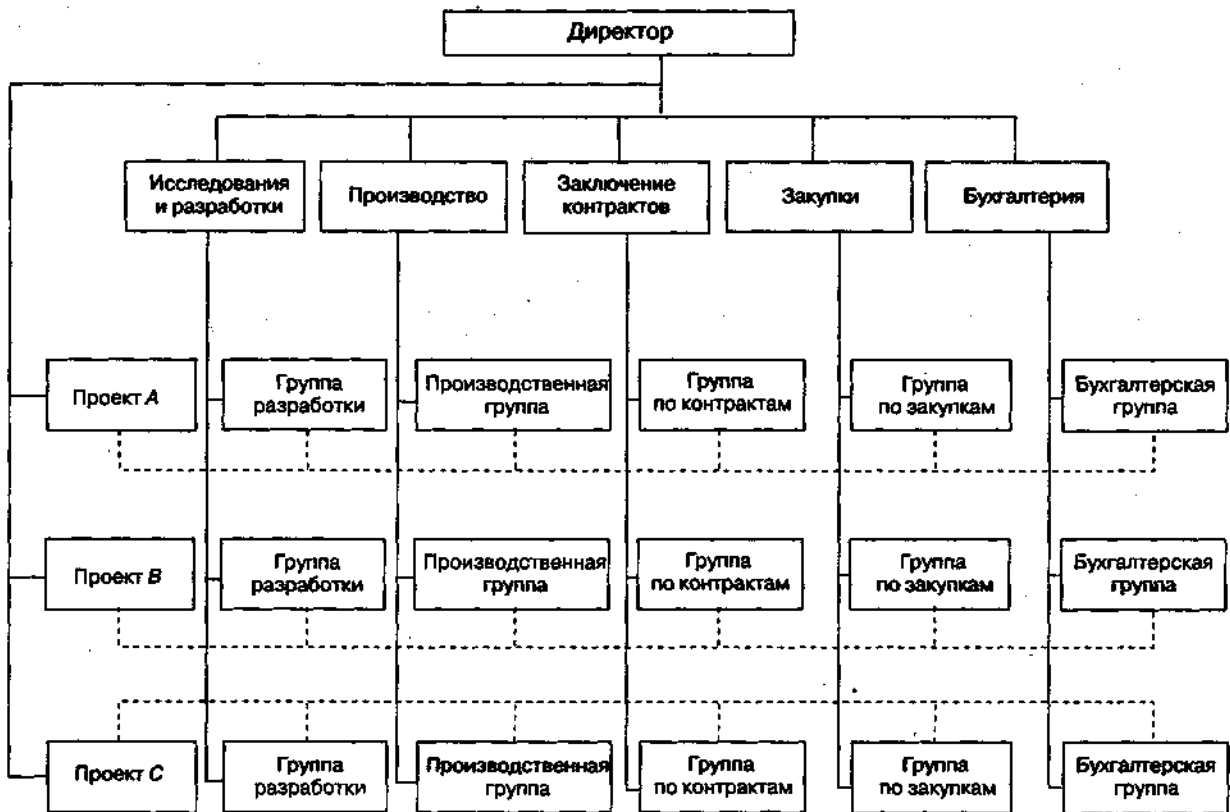 Директор
Исследования
и разработки
Производство
Заключение
контрактов
Закупки
Бухгалтерия
Проект A
Группа
разработки
Производственная
группа
Группа
по контрактам
Группа
по закупкам
Бухгалтерская
группа
Проект B
Группа
разработки
Производственная
группа
Группа
по контрактам
Группа
по закупкам
Бухгалтерская
группа
Проект C
Группа
разработки
Производственная
группа
Группа
по контрактам
Группа
по закупкам
Бухгалтерская
группа